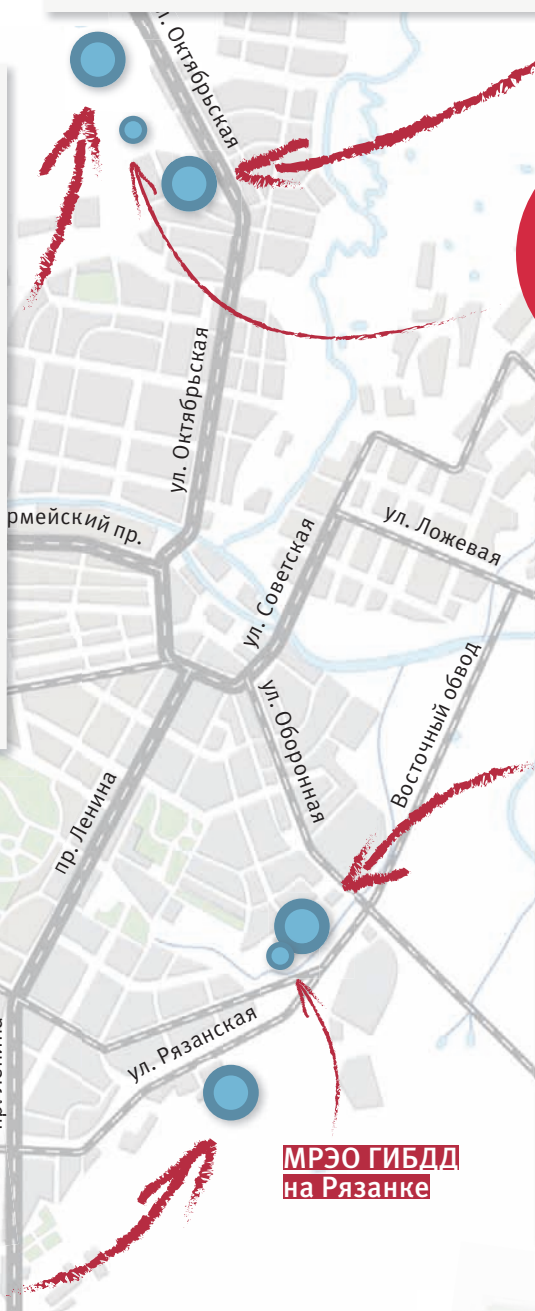 ул. Октябрьская
ул. Октябрьская
рмейский пр.
ул. Советская
ул. Ложевая
ул. Оборонная
Восточный обвод
пр. Ленина
ул. Рязанская
МРЭО ГИБДД
на Рязанке